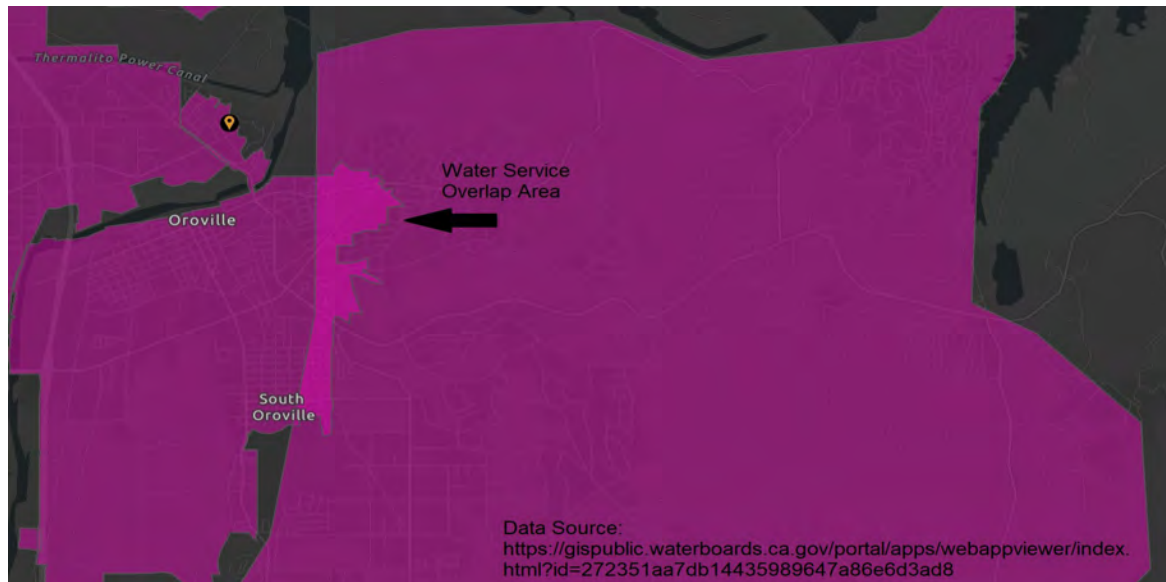 Thermalito Power Canal
Water Service
Overlap Area
Oroville
South
Oroville
Data Source:
https://gispublic.waterboards.ca.gov/portal/apps/webappviewer/index.
html?id=272351aa7db14435989647a86e6d3ad8